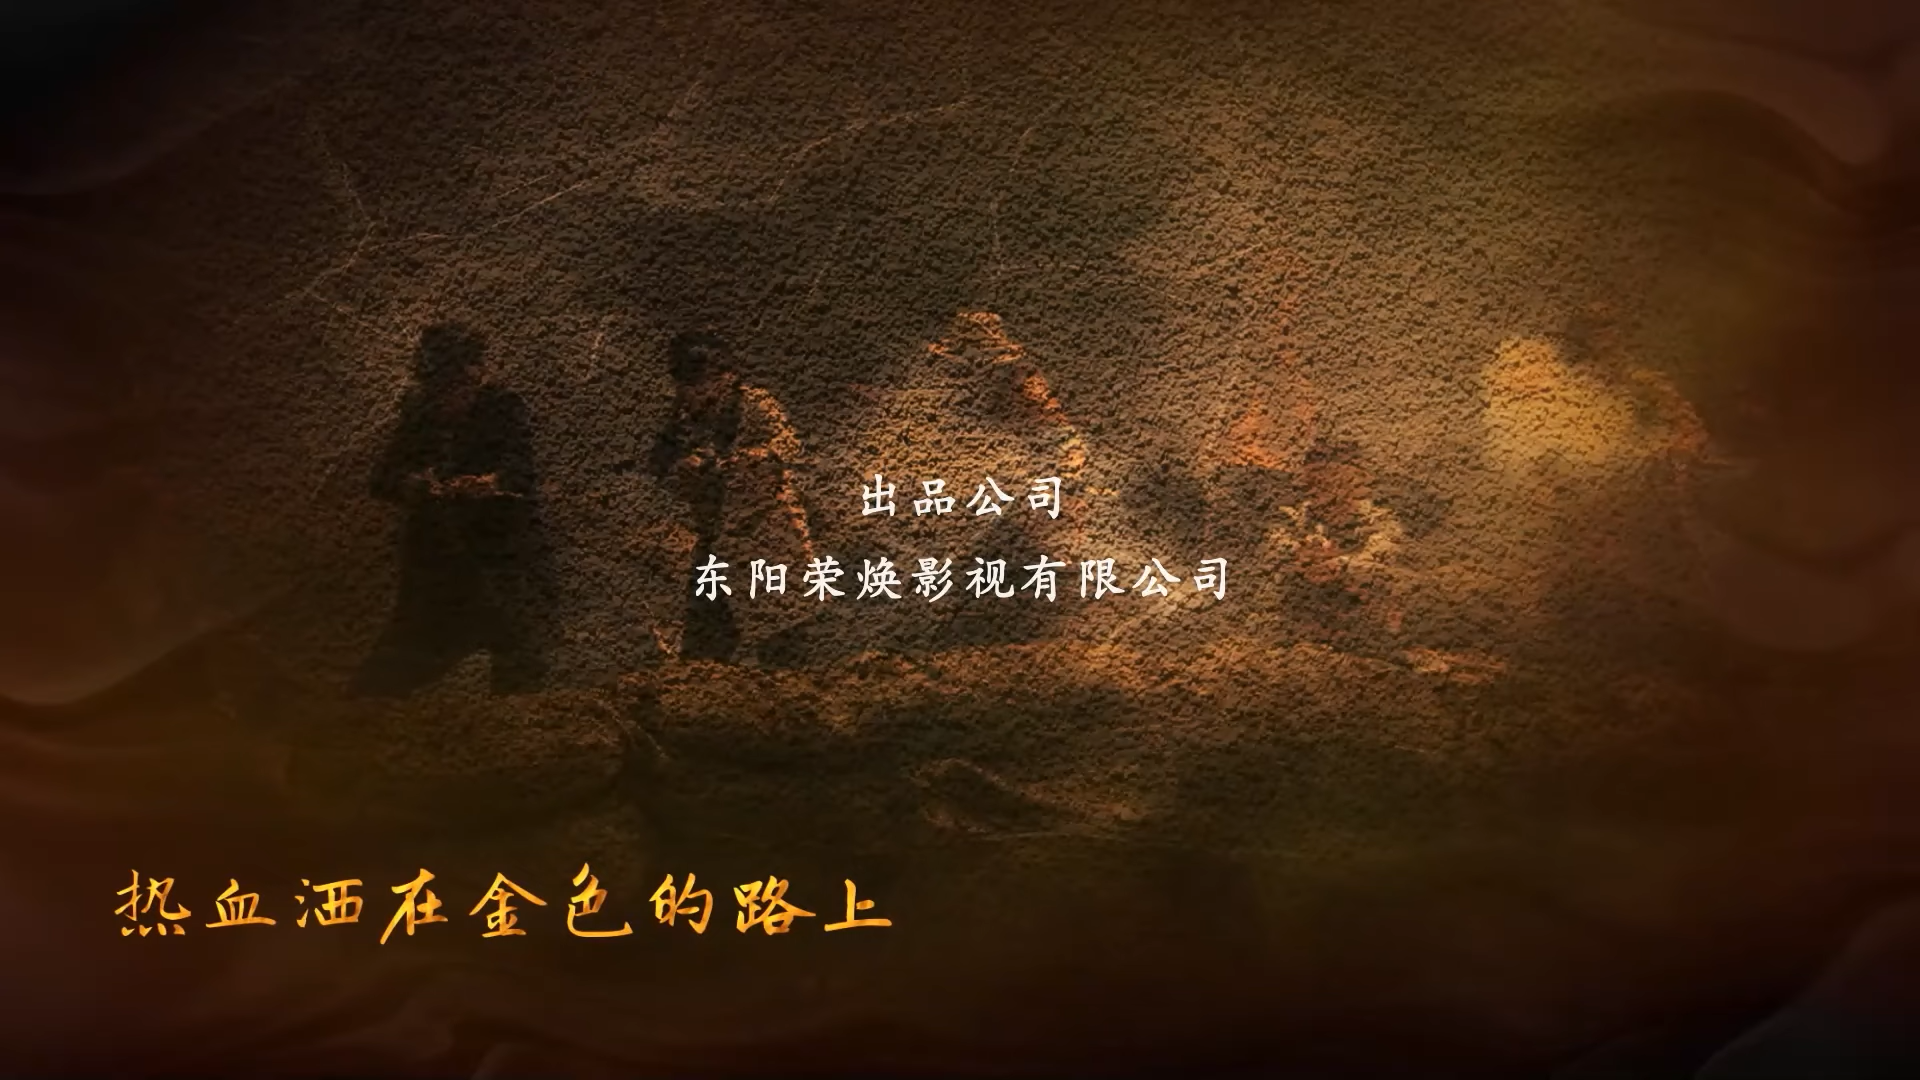 出品公司
东阳荣焕影视有限公司
热血洒在金色的路上